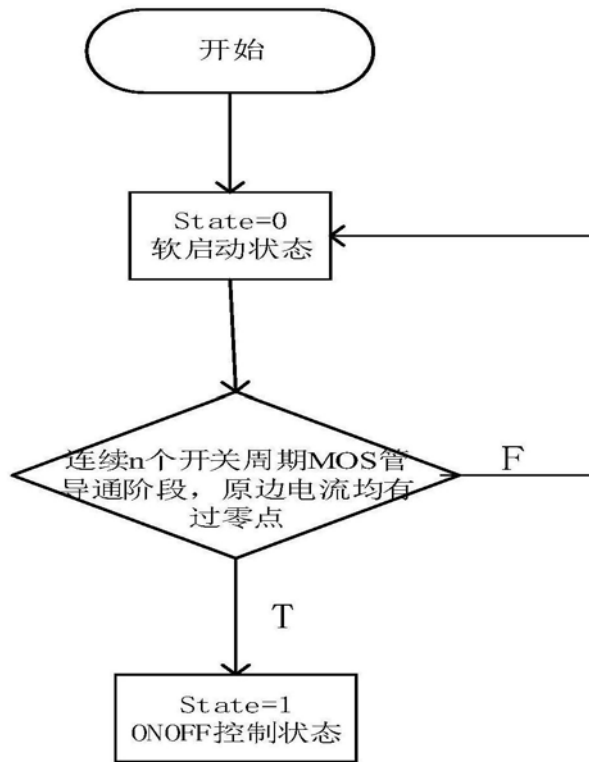 开始
State=0
软启动状态
连续n个开关周期MOS管
导通阶段，原边电流均有
过零点
F
T
State=1
ONOFF控制状态